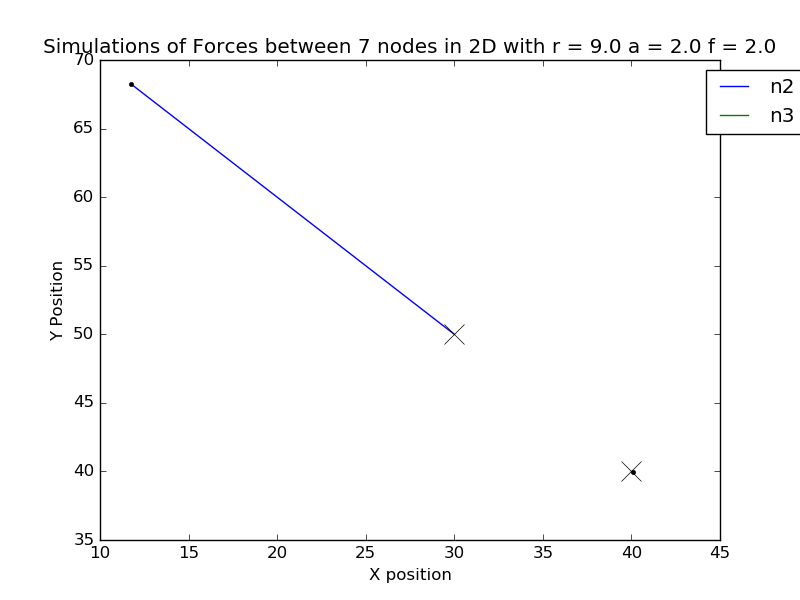 Simulations of Forces between 7 nodes in 2D with r = 9.0 a = 2.0 f = 2.0
70
65
60
55
50
45
40
35
Y Position
10 15 20 25 30 35 40 45
X position
n2
n3